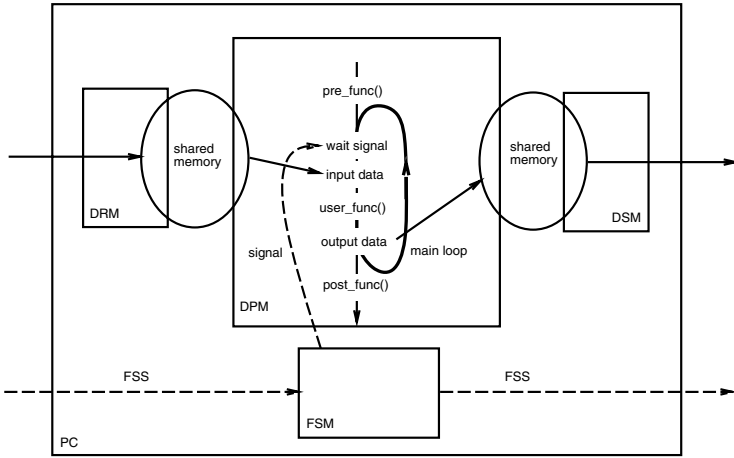 pre_func()
shared
memory
wait signal
input data
user_func()
output data
shared
memory
DRM
DSM
signal
main loop
post_func()
DPM
FSS
FSS
FSM
PC